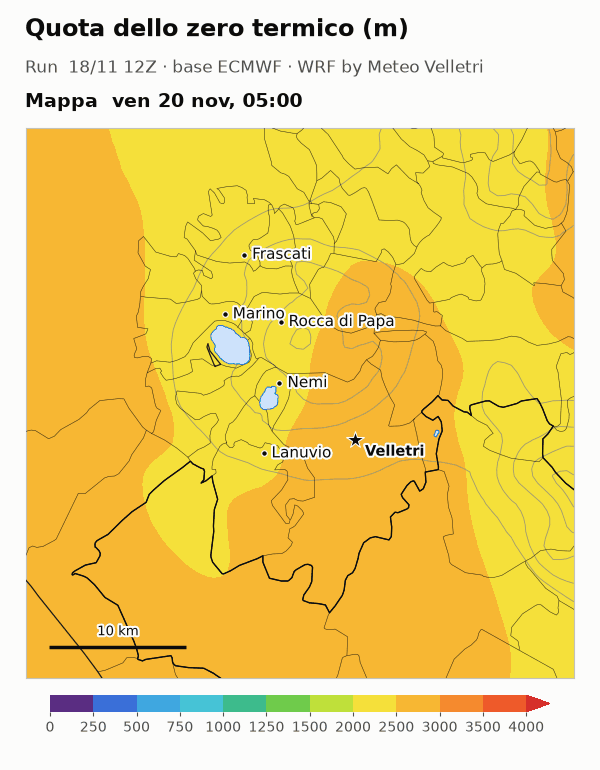 Quota dello zero termico (m)
Run 18/11 12Z · base ECMWF · WRF by Meteo Velletri
Mappa ven 20 nov, 05:00
Frascati
Marino
Rocca di Papa
Nemi
Velletri
Lanuvio
10 km
0 250 500 750 1000 1250 1500 2000 2500 3000 3500 4000